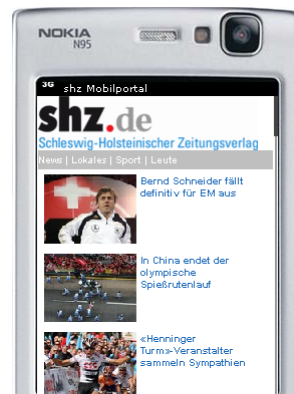 NOKIA
N95
3G shz Mobilportal
shz.de
Schleswig-Holsteinischer Zeitungsverlag
News | Lokales | Sport | Leute
Bernd Schneider fällt
definitiv für EM aus
In China endet der
olympische
Spießrutenlauf
«Henninger
Turm»-Veranstalter
sammeln Sympathien